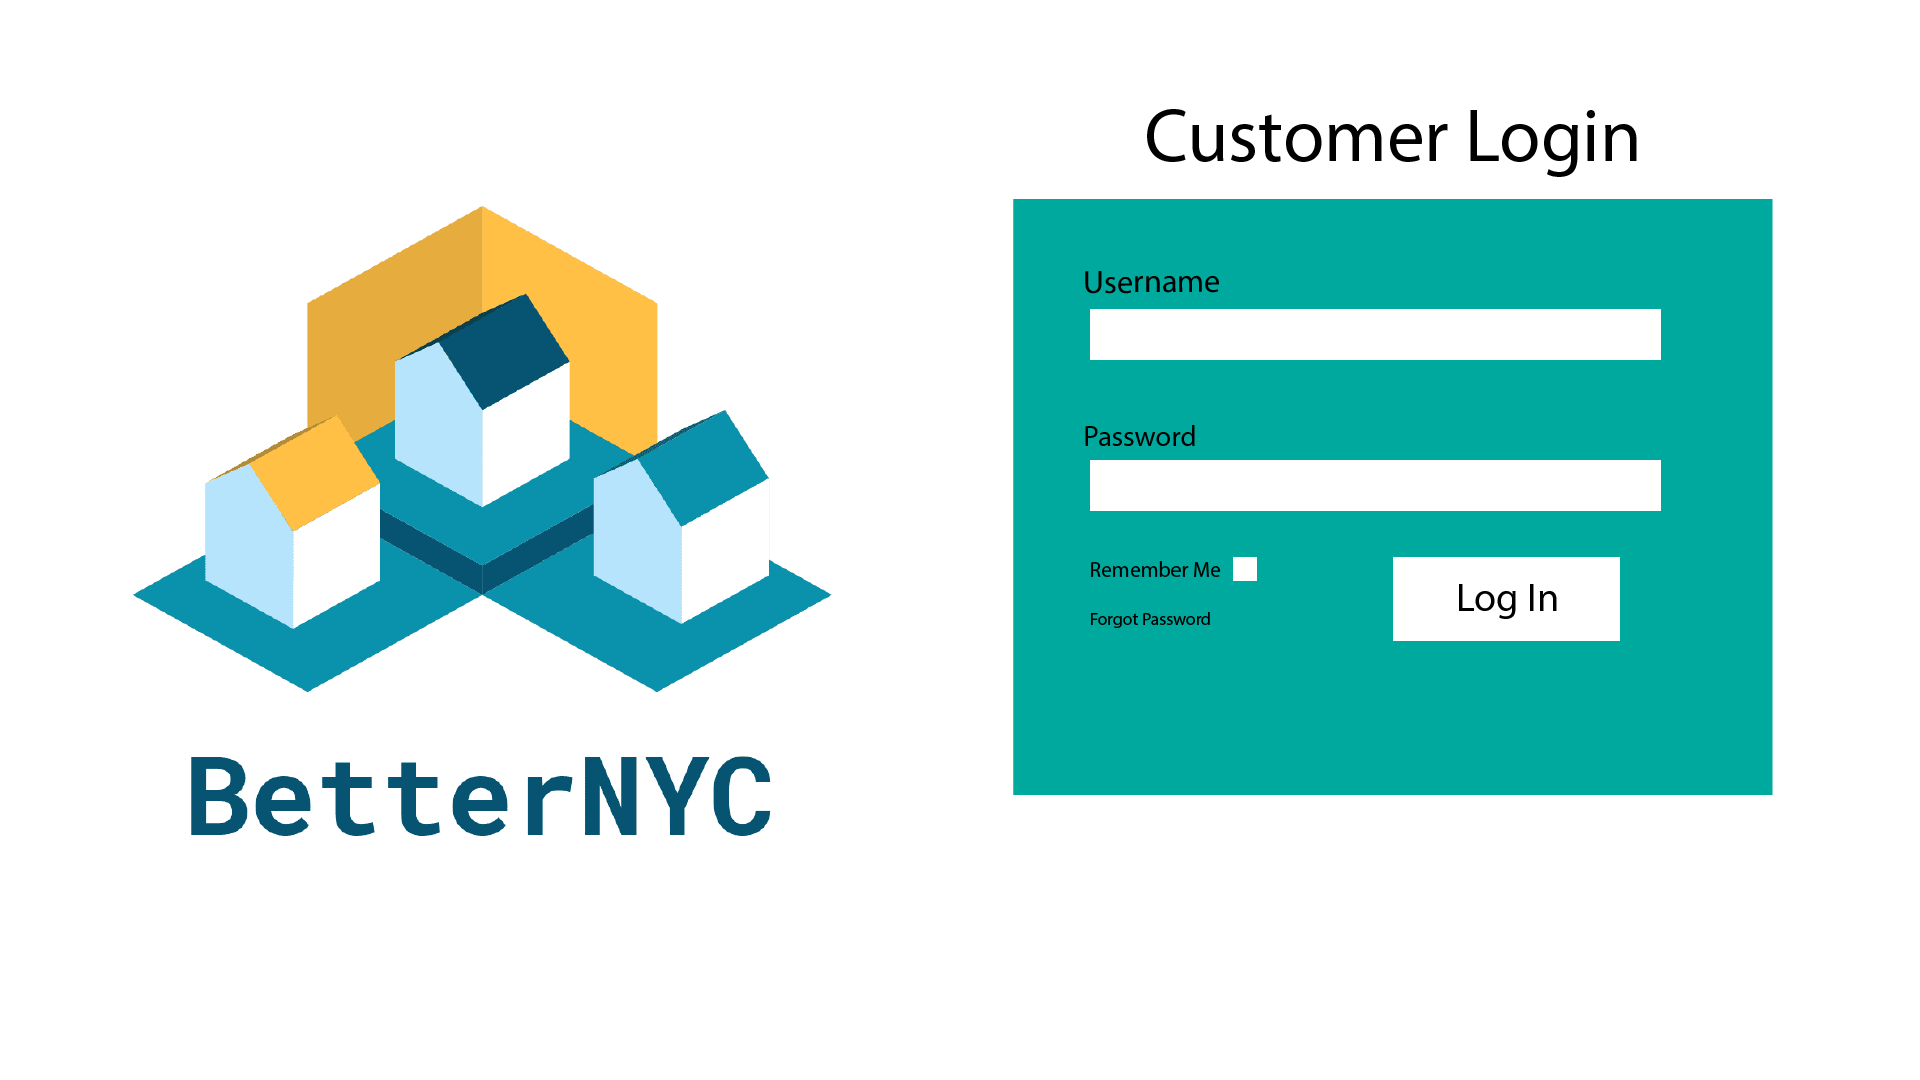 Customer Login
Username
Password
Remember Me
Log In
Forgot Password
BetterNYC